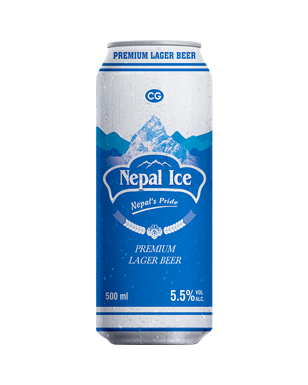 PREMIUM LAGER BEER
CG
Nepal Ice
Nepal's Pride
PREMIUM
LAGER BEER
500 ml
5.5% VOL. ALC.